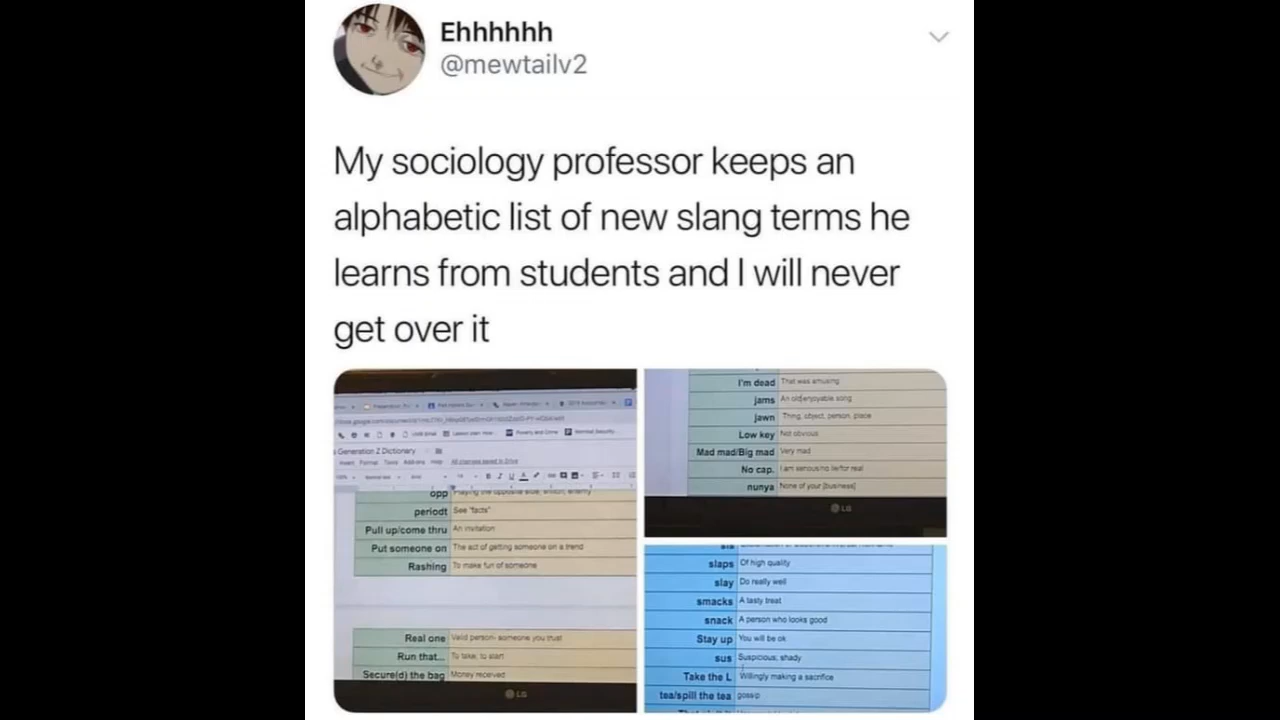 Ehhhhhh
@mewtailv2
My sociology professor keeps an
alphabetic list of new slang terms he
learns from students and I will never
get over it
Generation Z Dictionary
All changes saved in Drive
opp
periodt See "facts"
Pull up/come thru An invitation
Put someone on The act of getting someone on a trend
Rashing To make fun of someone
Real one Valid person- someone you trust
Run that... To take, to start
Secure(d) the bag Money received
LG
I'm dead That was amusing
jams An old enjoyable song
jawn Thing, object, person, place
Low key Not obvious
Mad mad/Big mad Very mad
No cap.
nunya None of your [business]
LG
slaps Of high quality
slay Do really well
smacks A tasty treat
snack A person who looks good
Stay up You will be ok
sus Suspicious, shady
Take the L Willingly making a sacrifice
tea/spill the tea gossip